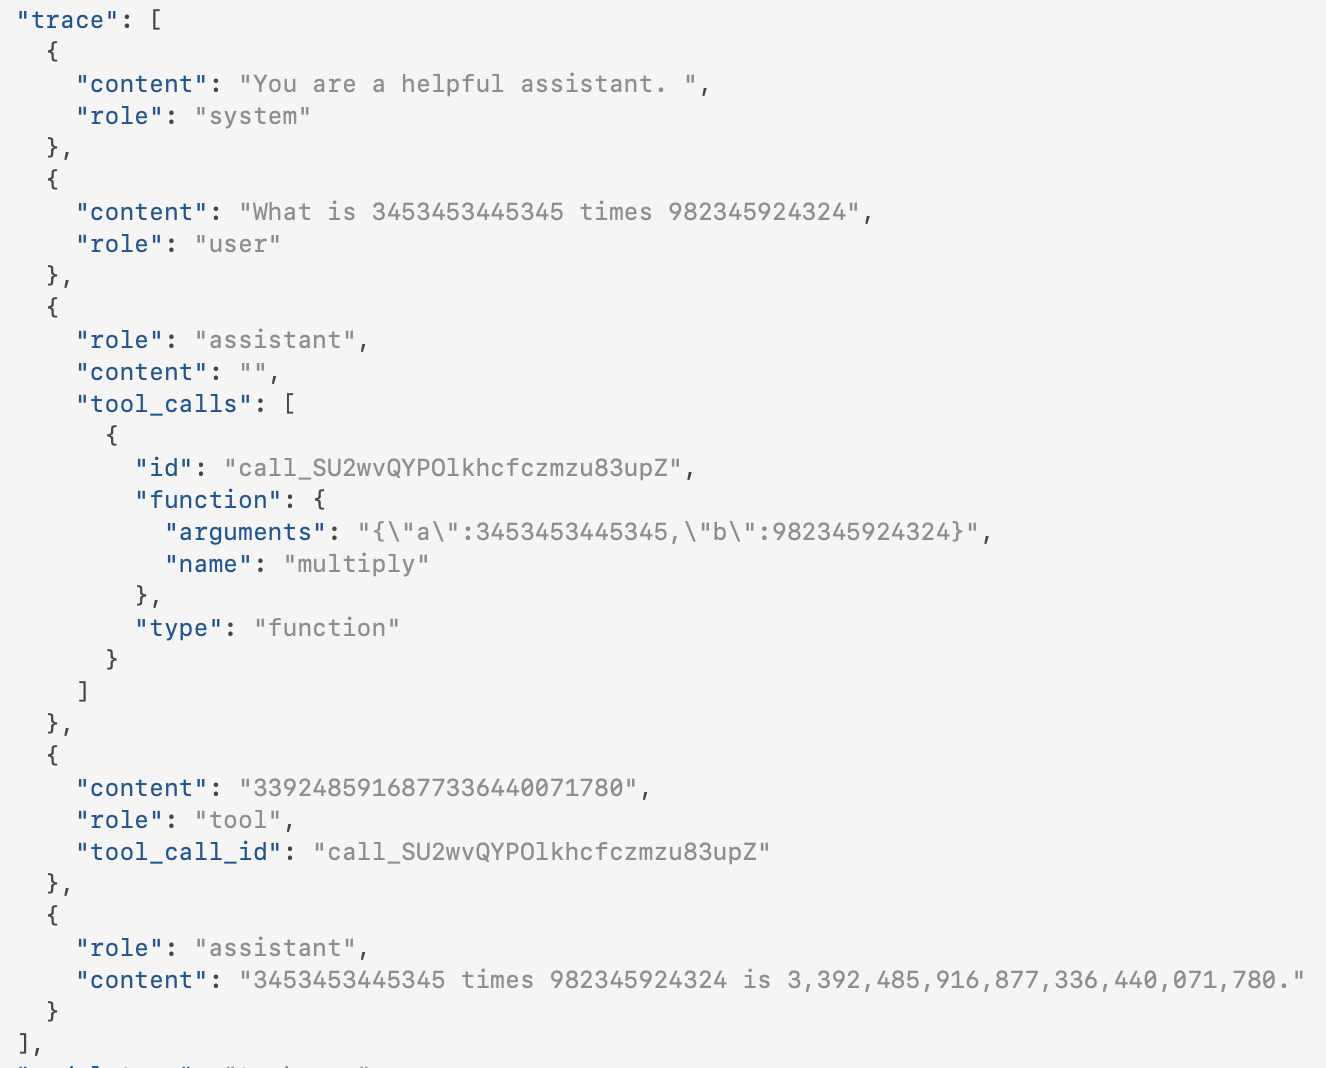 "trace": [
  {
    "content": "You are a helpful assistant. ",
    "role": "system"
  },
  {
    "content": "What is 3453453445345 times 982345924324",
    "role": "user"
  },
  {
    "role": "assistant",
    "content": "",
    "tool_calls": [
      {
        "id": "call_SU2wvQYPOlkhcfczmzu83upZ",
        "function": {
          "arguments": "{\"a\":3453453445345,\"b\":982345924324}",
          "name": "multiply"
        },
        "type": "function"
      }
    ]
  },
  {
    "content": "3392485916877336440071780",
    "role": "tool",
    "tool_call_id": "call_SU2wvQYPOlkhcfczmzu83upZ"
  },
  {
    "role": "assistant",
    "content": "3453453445345 times 982345924324 is 3,392,485,916,877,336,440,071,780."
  }
],